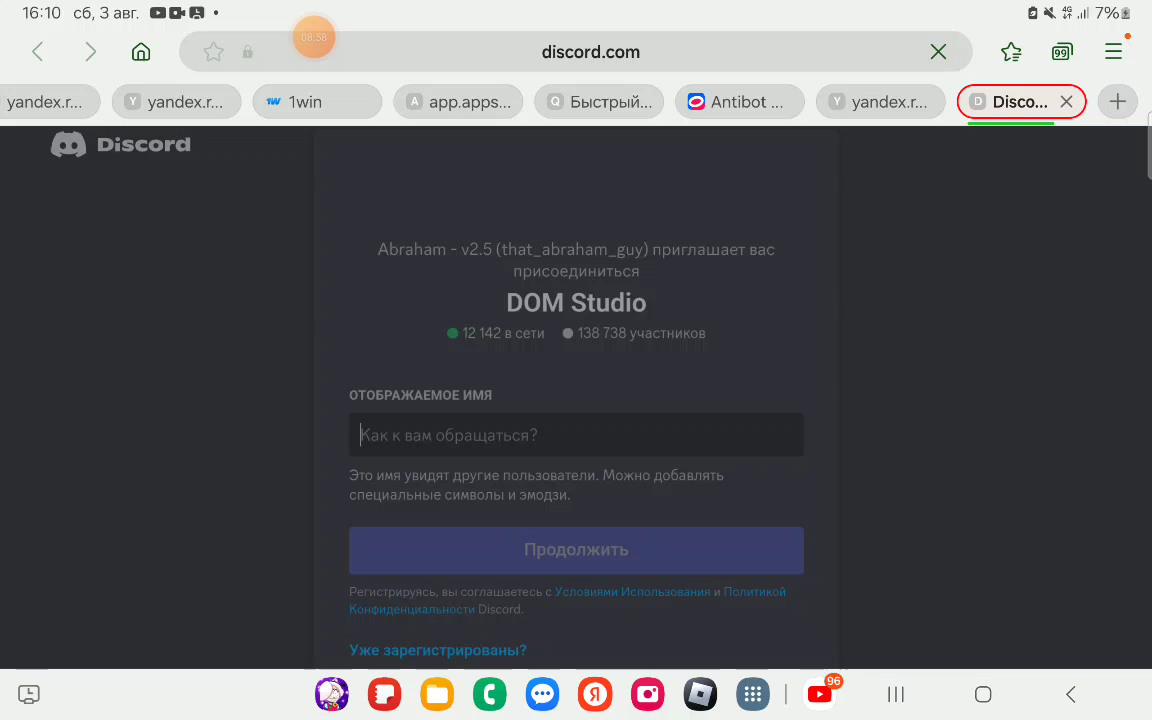 16:10 сб, 3 авг.
4G 7%
08:58
discord.com
99
yandex.r...
Y yandex.r...
1W 1win
A app.apps...
Q Быстрый...
Antibot ...
Y yandex.r...
D Disco...
Discord
Abraham - v2.5 (that_abraham_guy) приглашает вас
присоединиться
DOM Studio
12 142 в сети 138 738 участников
ОТОБРАЖАЕМОЕ ИМЯ
Как к вам обращаться?
Это имя увидят другие пользователи. Можно добавлять
специальные символы и эмодзи.
Продолжить
Регистрируясь, вы соглашаетесь с Условиями Использования и Политикой
Конфиденциальности Discord.
Уже зарегистрированы?
Я
96